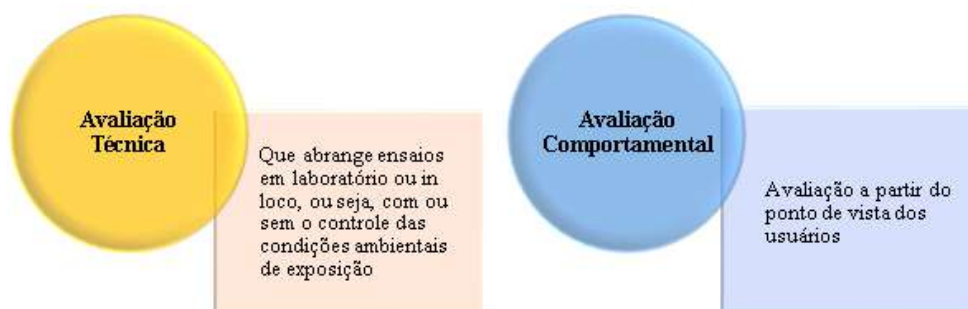 Avaliação
Técnica
Que abrange ensaios
em laboratório ou in
loco, ou seja, com ou
sem o controle das
condições ambientais
de exposição
Avaliação
Comportamental
Avaliação a partir do
ponto de vista dos
usuários